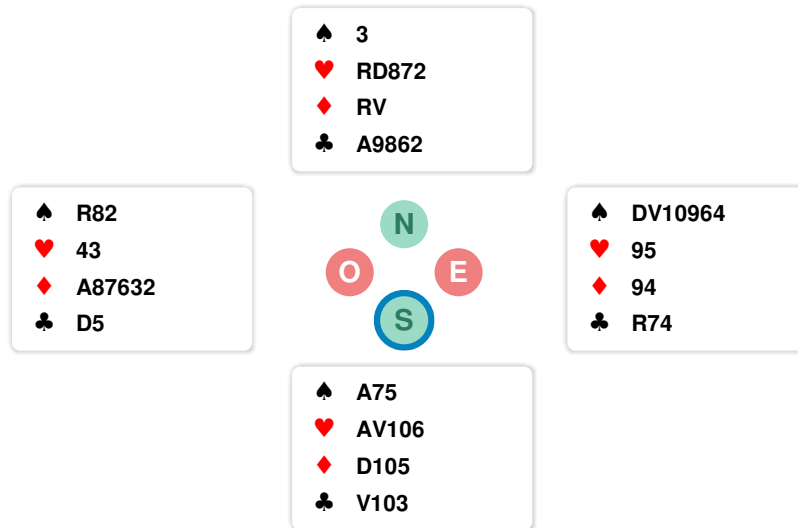 ♠ 3
♥ RD872
♦ RV
♣ A9862
♠ R82
♥ 43
♦ A87632
♣ D5
N
O E
S
♠ DV10964
♥ 95
♦ 94
♣ R74
♠ A75
♥ AV106
♦ D105
♣ V103